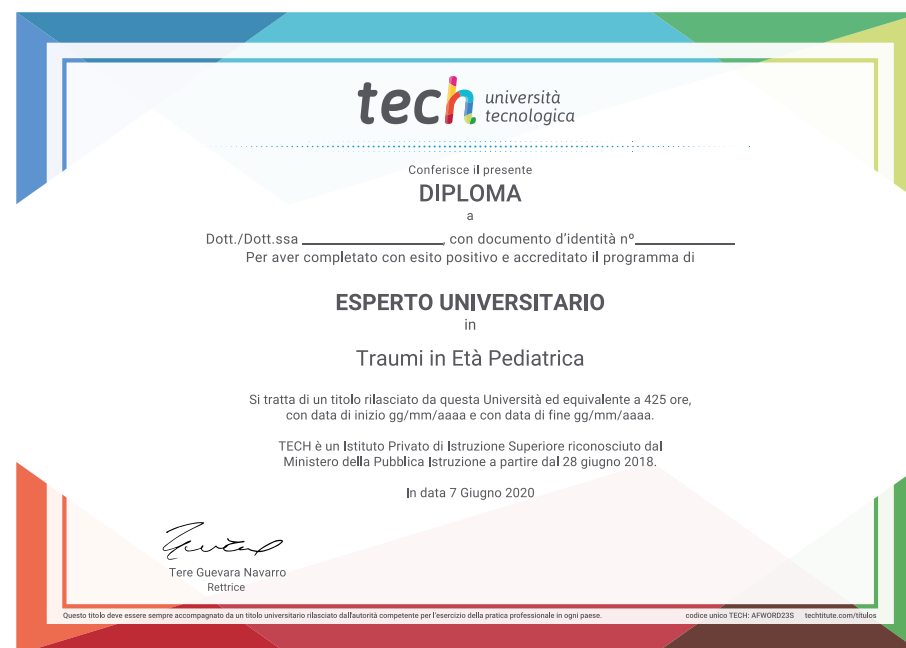 tech università
tecnologica
Conferisce il presente
DIPLOMA
a
Dott./Dott.ssa ____________________, con documento d'identità nº______________
Per aver completato con esito positivo e accreditato il programma di
ESPERTO UNIVERSITARIO
in
Traumi in Età Pediatrica
Si tratta di un titolo rilasciato da questa Università ed equivalente a 425 ore,
con data di inizio gg/mm/aaaa e con data di fine gg/mm/aaaa.
TECH è un Istituto Privato di Istruzione Superiore riconosciuto dal
Ministero della Pubblica Istruzione a partire dal 28 giugno 2018.
In data 7 Giugno 2020
Tere Guevara Navarro
Rettrice
Questo titolo deve essere sempre accompagnato da un titolo universitario rilasciato dall'autorità competente per l'esercizio della pratica professionale in ogni paese. codice unico TECH: AFWORD23S techtitute.com/titulos